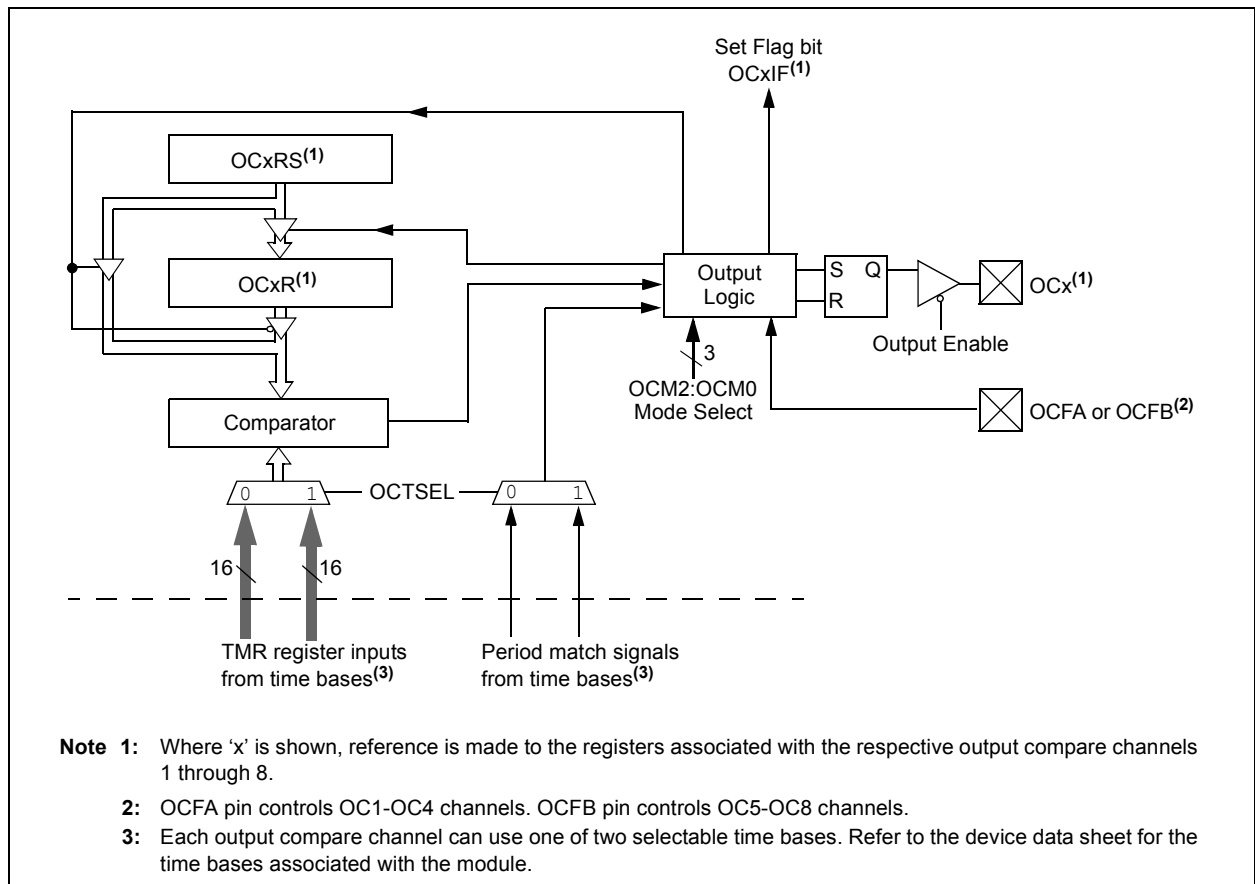 Set Flag bit
OCxIF(1)
OCxRS(1)
OCxR(1)
Output
Logic
S Q
R
OCx(1)
Output Enable
3
OCM2:OCM0
Mode Select
OCFA or OCFB(2)
Comparator
0 1
OCTSEL
0 1
16
16
TMR register inputs
from time bases(3)
Period match signals
from time bases(3)
Note 1: Where ‘x’ is shown, reference is made to the registers associated with the respective output compare channels
1 through 8.
2: OCFA pin controls OC1-OC4 channels. OCFB pin controls OC5-OC8 channels.
3: Each output compare channel can use one of two selectable time bases. Refer to the device data sheet for the
time bases associated with the module.